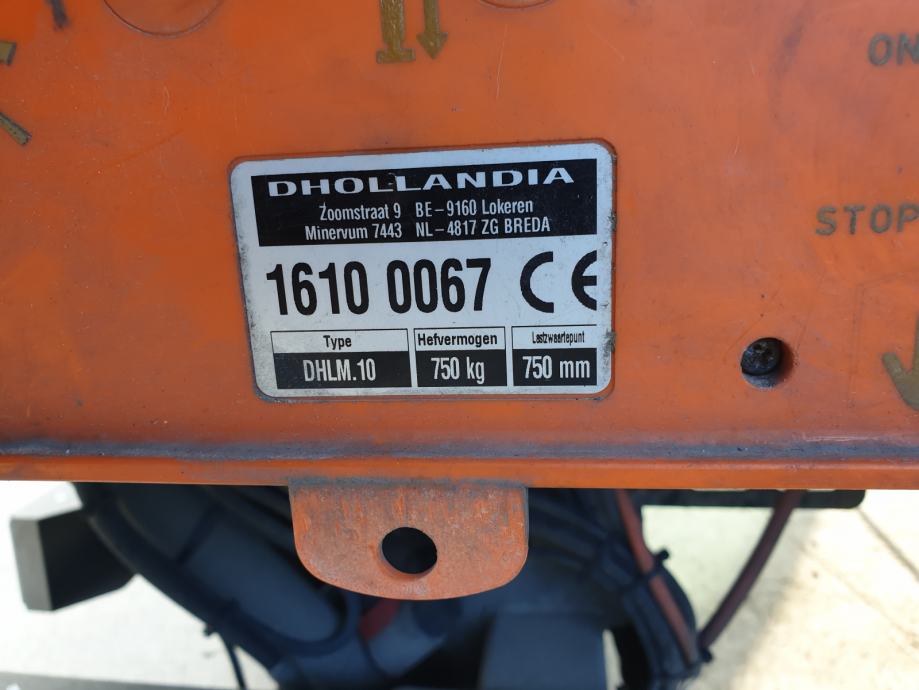 ON
STOP
DHOLLANDIA
Zoomstraat 9 BE-9160 Lokeren
Minervum 7443 NL-4817 ZG BREDA
1610 0067 CE
Type Hefvermogen Lastzwaartepunt
DHLM.10 750 kg 750 mm